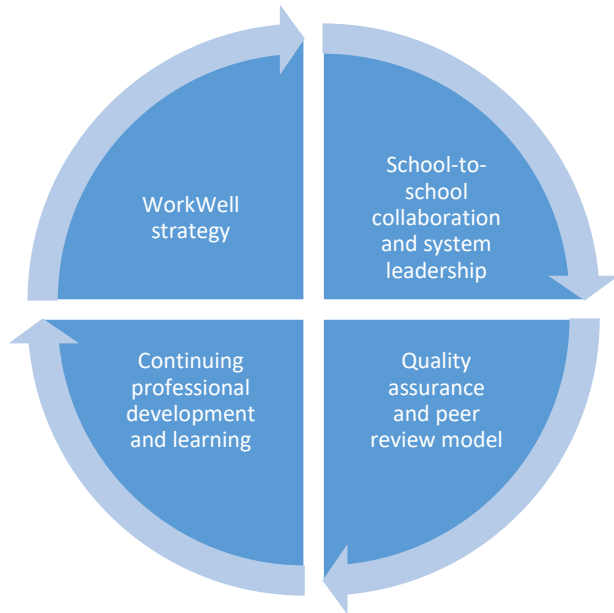 WorkWell
strategy
School-to-
school
collaboration
and system
leadership
Continuing
professional
development
and learning
Quality
assurance
and peer
review model